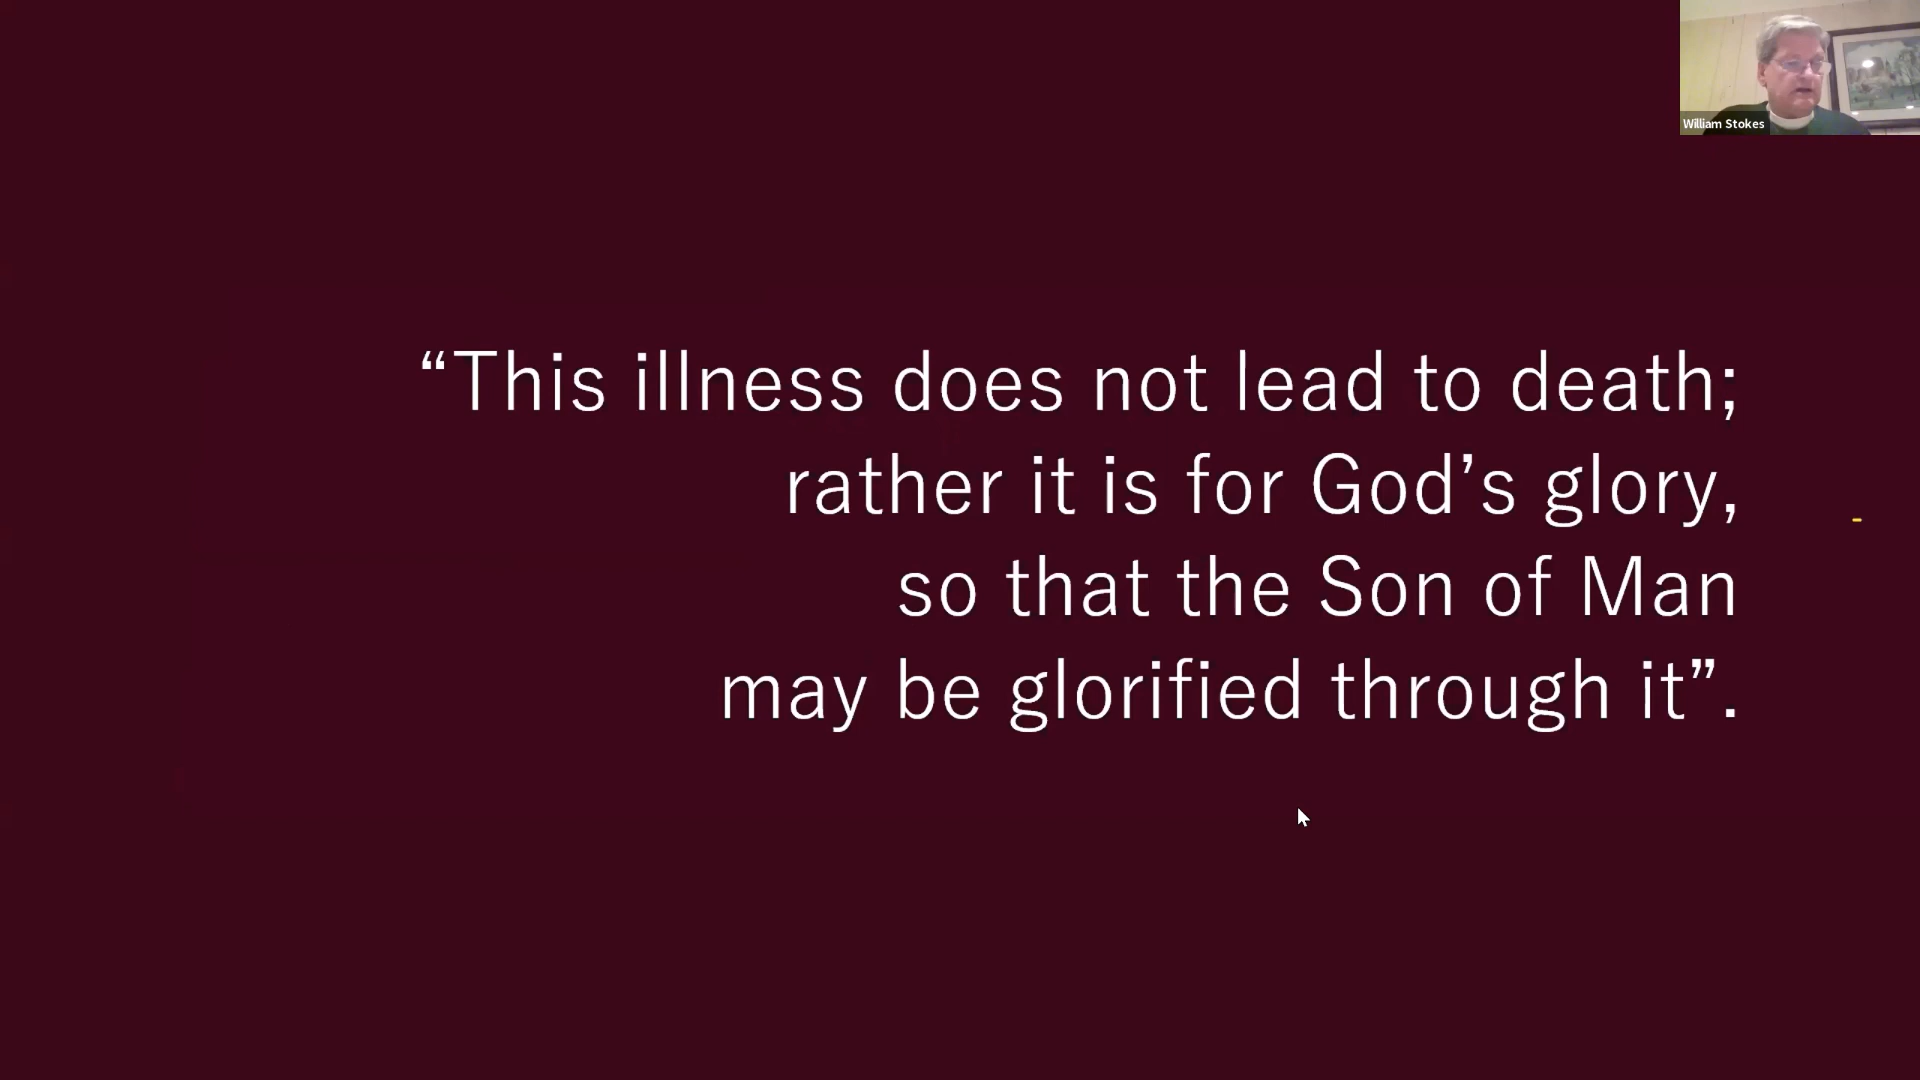 William Stokes
“This illness does not lead to death;
rather it is for God’s glory,
so that the Son of Man
may be glorified through it”.